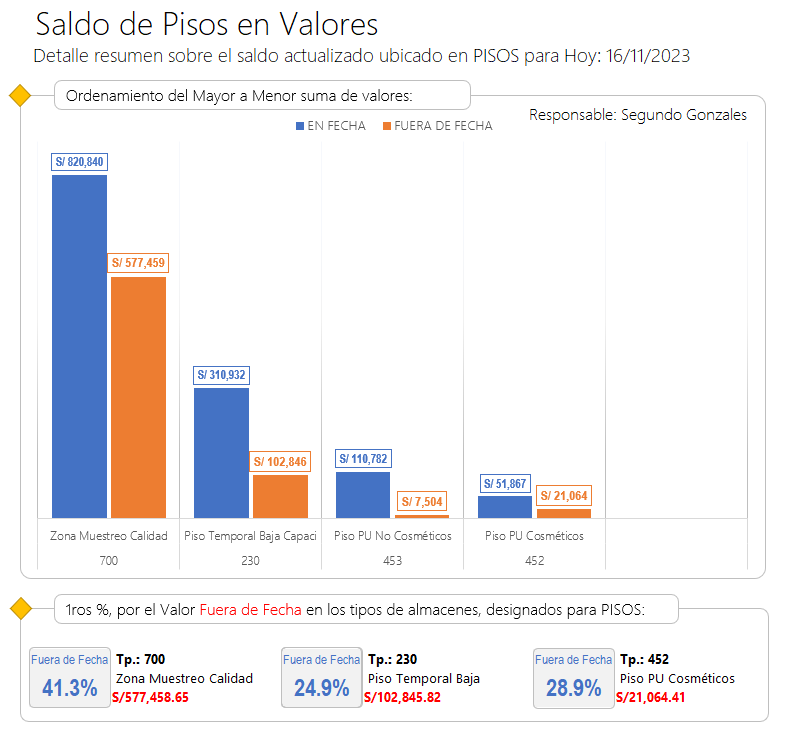 Saldo de Pisos en Valores
Detalle resumen sobre el saldo actualizado ubicado en PISOS para Hoy: 16/11/2023
Ordenamiento del Mayor a Menor suma de valores:
Responsable: Segundo Gonzales
EN FECHA FUERA DE FECHA
S/ 820,840
S/ 577,459
S/ 310,932
S/ 102,846
S/ 110,782
S/ 7,504
S/ 51,867
S/ 21,064
Zona Muestreo Calidad Piso Temporal Baja Capaci Piso PU No Cosméticos Piso PU Cosméticos
700 230 453 452
1ros %, por el Valor Fuera de Fecha en los tipos de almacenes, designados para PISOS:
Fuera de Fecha
41.3%
Tp.: 700
Zona Muestreo Calidad
S/577,458.65
Fuera de Fecha
24.9%
Tp.: 230
Piso Temporal Baja
S/102,845.82
Fuera de Fecha
28.9%
Tp.: 452
Piso PU Cosméticos
S/21,064.41